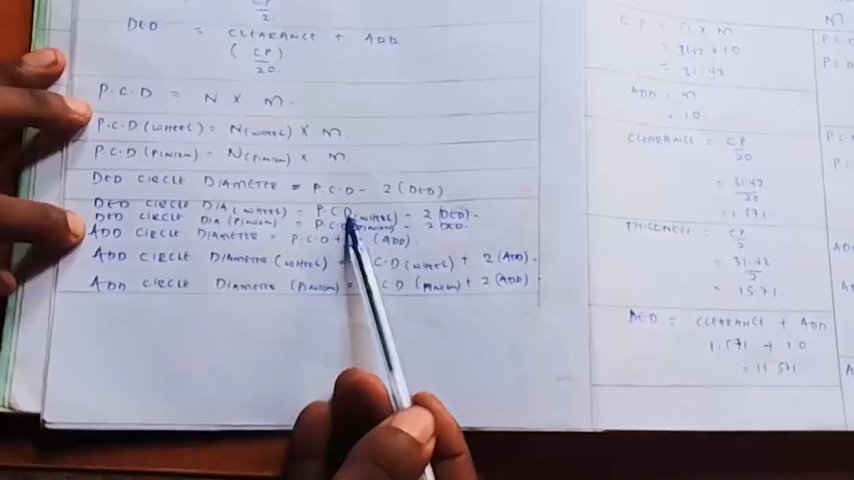 CP
2
DED = CLEARANCE + ADD.
( CP )
20
P.C.D = N × m.
P.C.D (WHEEL) = N(WHEEL) × m.
P.C.D (PINION) = N(PINION) × m.
DED CIRCLE DIAMETER = P.C.D - 2 (DED).
DED CIRCLE DIA (WHEEL) = P.C.D (WHEEL) - 2 (DED).
DED CIRCLE DIA (PINION) = P.C. PINION) - 2 DED.
ADD CIRCLE DIAMETER = P.C.D + (ADD).
ADD CIRCLE DIAMETER (WHEEL) = C.D (WHEEL) + 2 (ADD).
ADD CIRCLE DIAMETER (PINION) = C.D (PINION) + 2 (ADD)
C.P = × m
= 3.142 × 10
= 31.42
ADD = m
= 10.
CLEARANCE = CP
20
= 31.42
20
= 1.571.
THICKNESS = CP
2
= 31.42
2
= 15.71.
DED = CLEARANCE + ADD
1.571 + 10
= 11.571
m
P.C
P.C
P.C
P.C